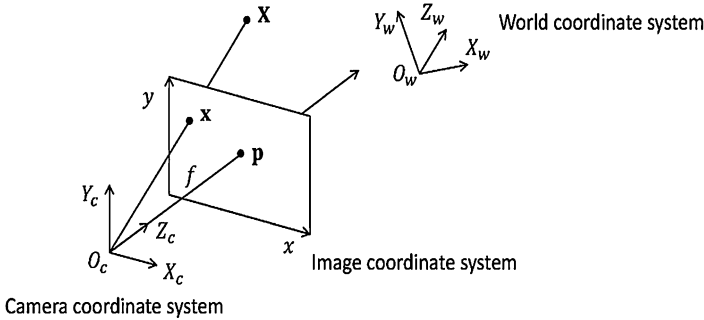 X
Y_w
Z_w
World coordinate system
X_w
O_w
y
x
p
f
Y_c
Z_c
x
O_c
X_c
Image coordinate system
Camera coordinate system